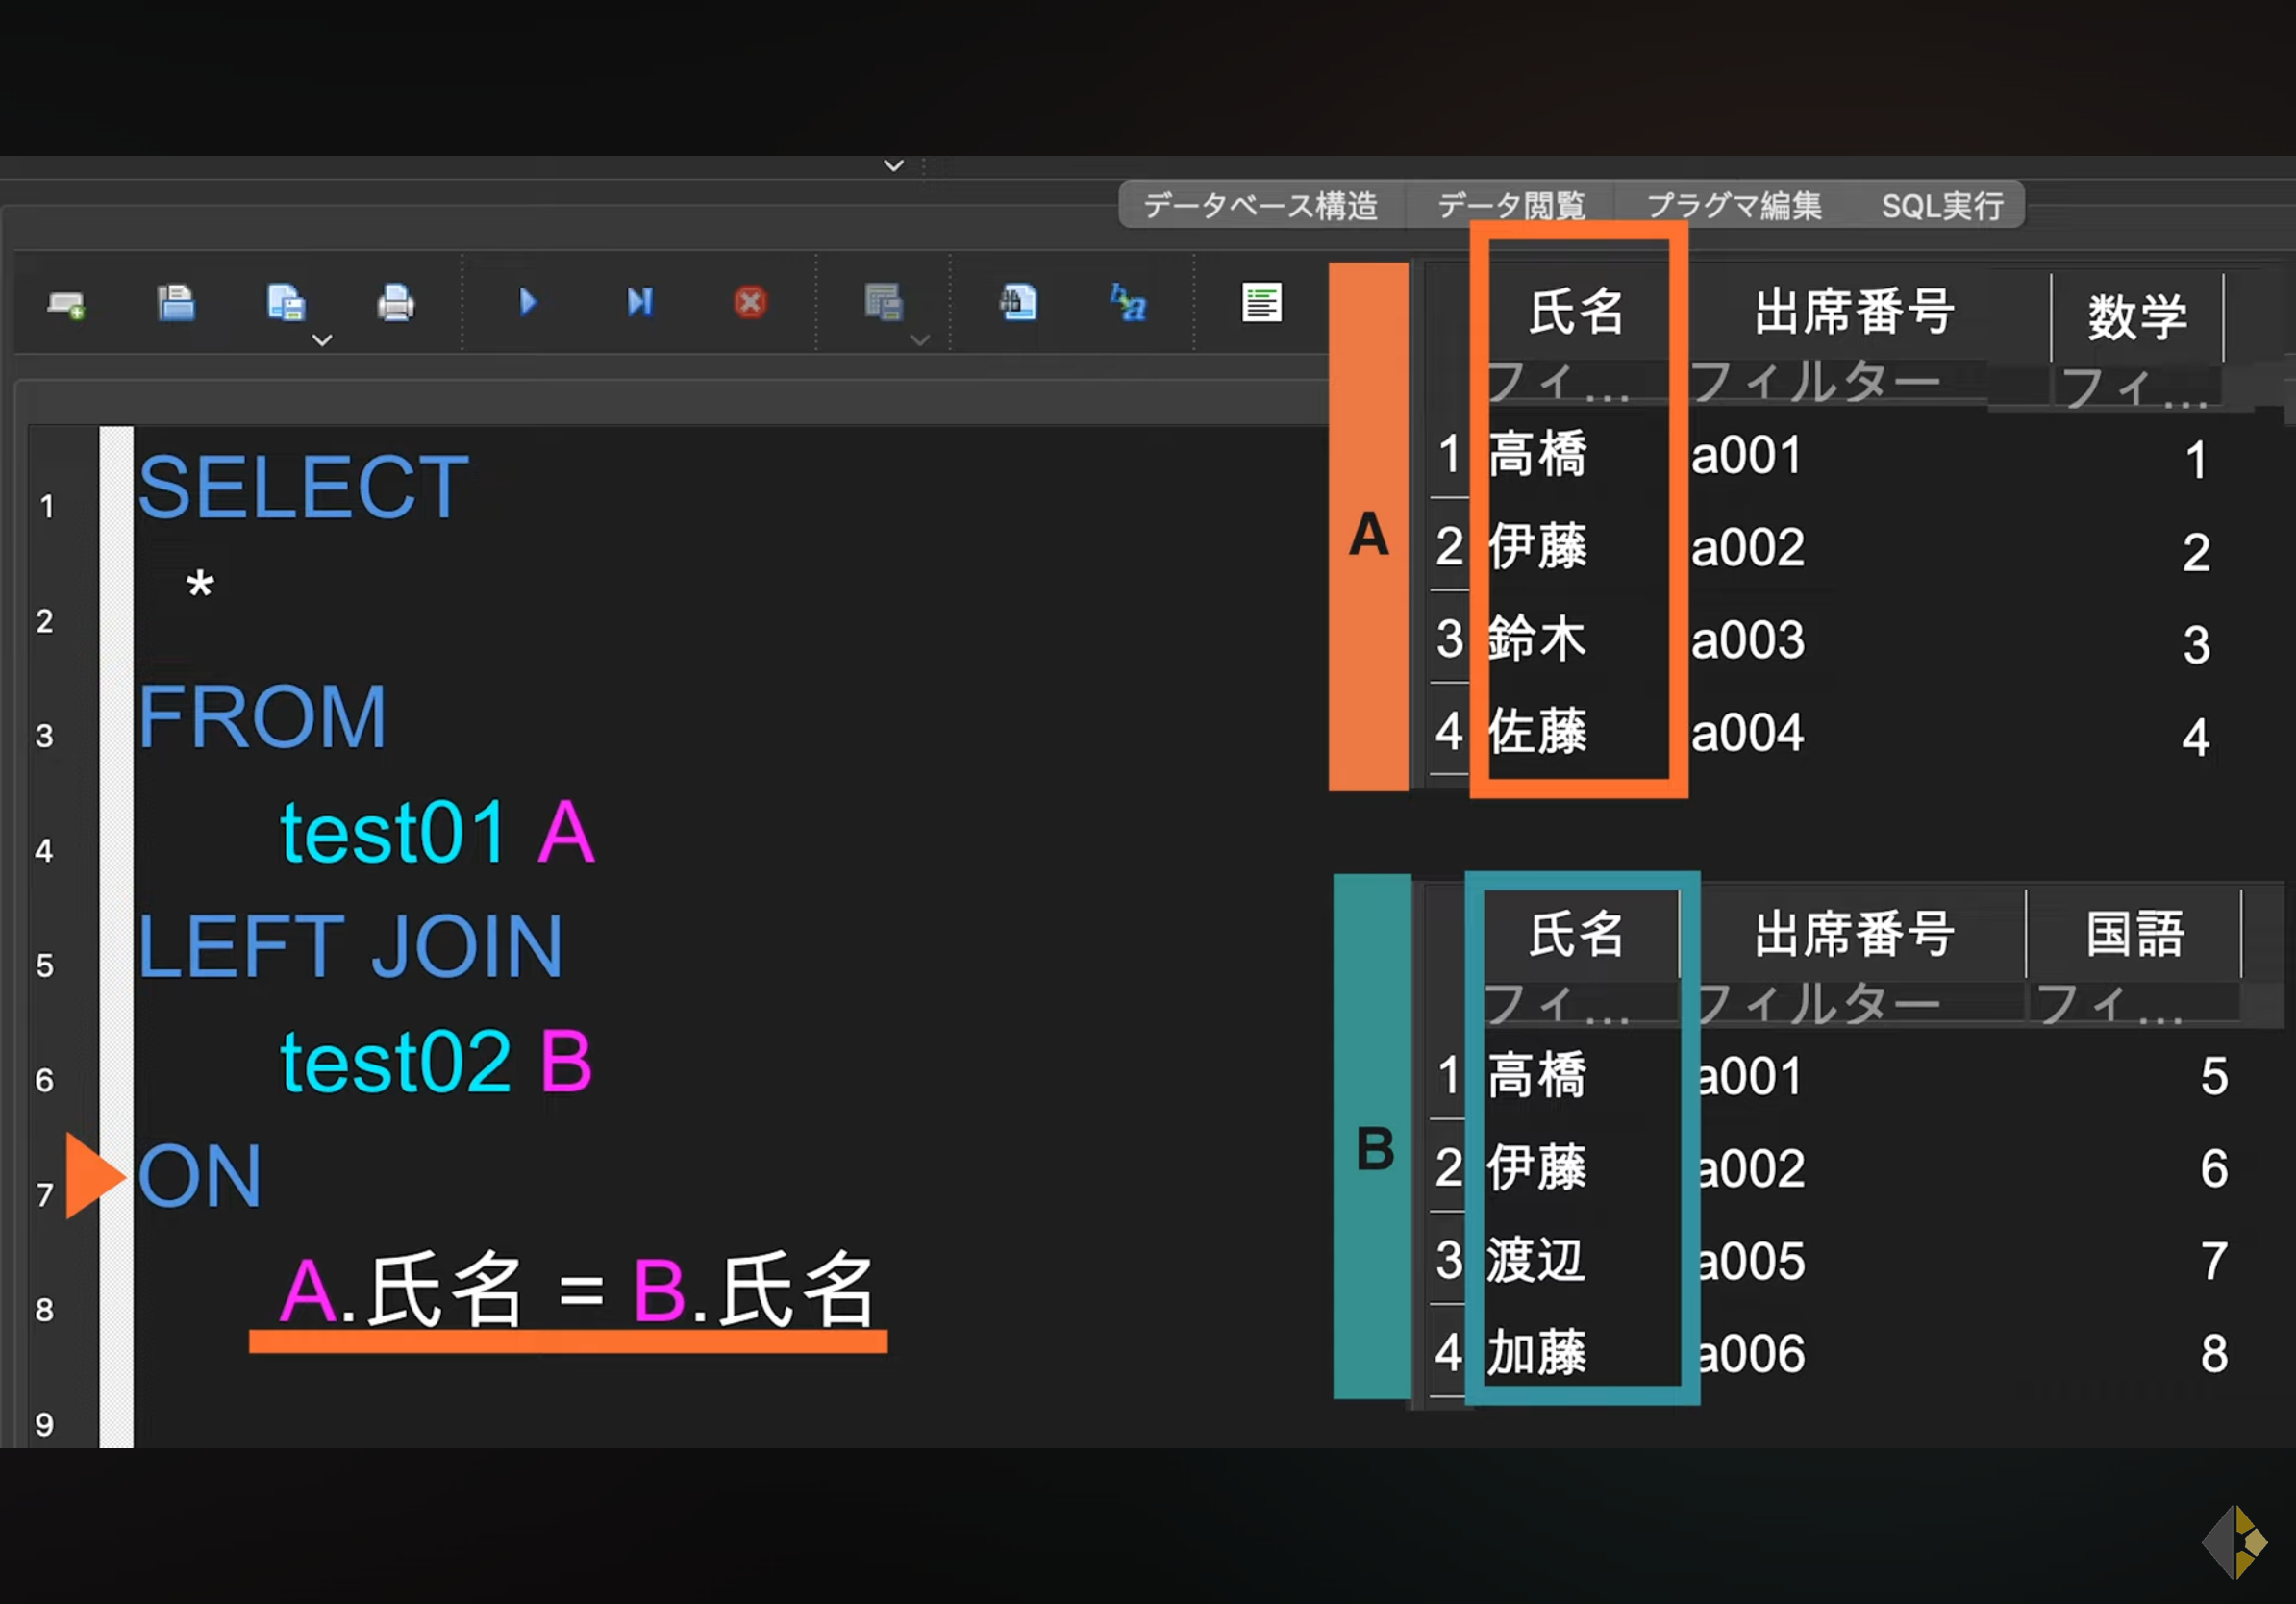 データベース構造 データ閲覧 プラグマ編集 SQL実行
1 SELECT
2 *
3 FROM
4 test01 A
5 LEFT JOIN
6 test02 B
7 ON
8 A.氏名 = B.氏名
9
A
氏名 出席番号 数学
フィ... フィルター フィ...
1 高橋 a001 1
2 伊藤 a002 2
3 鈴木 a003 3
4 佐藤 a004 4
B
氏名 出席番号 国語
フィ... フィルター フィ...
1 高橋 a001 5
2 伊藤 a002 6
3 渡辺 a005 7
4 加藤 a006 8